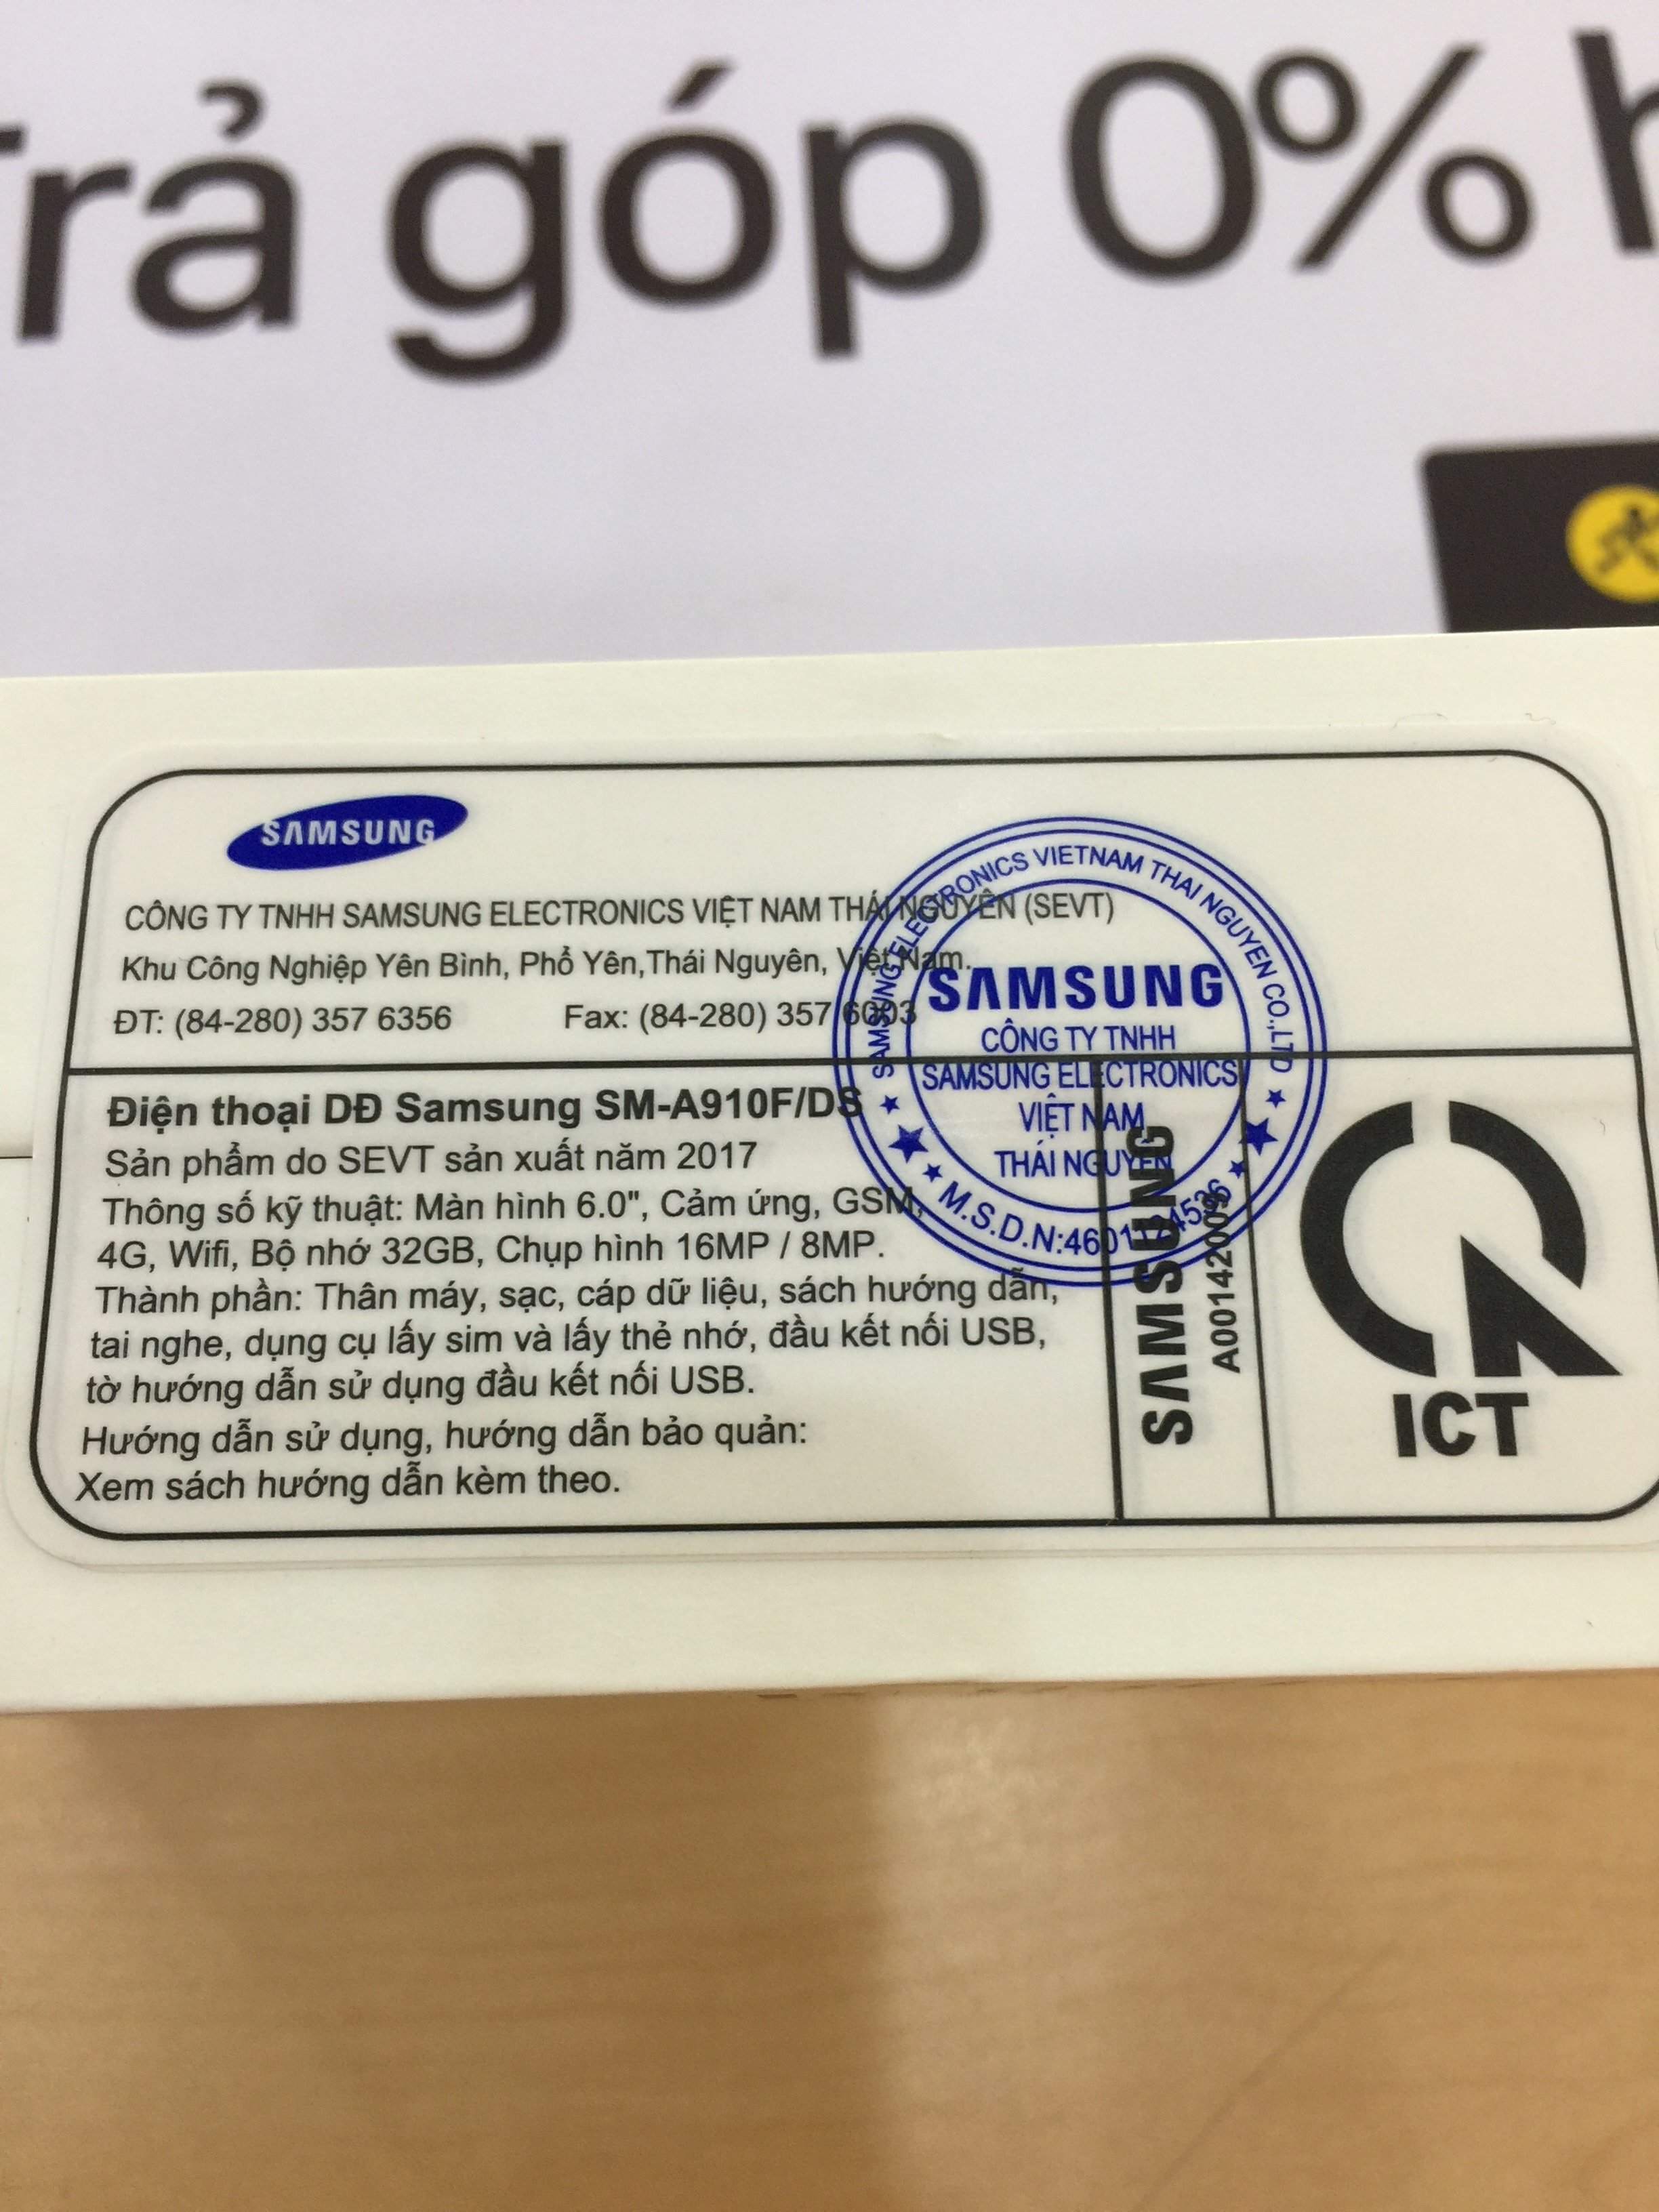 Trả góp 0%
SAMSUNG
CÔNG TY TNHH SAMSUNG ELECTRONICS VIỆT NAM THÁI NGUYÊN (SEVT)
Khu Công Nghiệp Yên Bình, Phổ Yên,Thái Nguyên, Việt Nam.
ĐT: (84-280) 357 6356 Fax: (84-280) 357 6003
SAMSUNG ELECTRONICS VIETNAM THAI NGUYEN CO.,LTD
SAMSUNG
CÔNG TY TNHH
SAMSUNG ELECTRONICS
VIỆT NAM
THÁI NGUYÊN
M.S.D.N:4601124536
Điện thoại DĐ Samsung SM-A910F/DS
Sản phẩm do SEVT sản xuất năm 2017
Thông số kỹ thuật: Màn hình 6.0", Cảm ứng, GSM,
4G, Wifi, Bộ nhớ 32GB, Chụp hình 16MP / 8MP.
Thành phần: Thân máy, sạc, cáp dữ liệu, sách hướng dẫn,
tai nghe, dụng cụ lấy sim và lấy thẻ nhớ, đầu kết nối USB,
tờ hướng dẫn sử dụng đầu kết nối USB.
Hướng dẫn sử dụng, hướng dẫn bảo quản:
Xem sách hướng dẫn kèm theo.
SAMSUNG
ICT